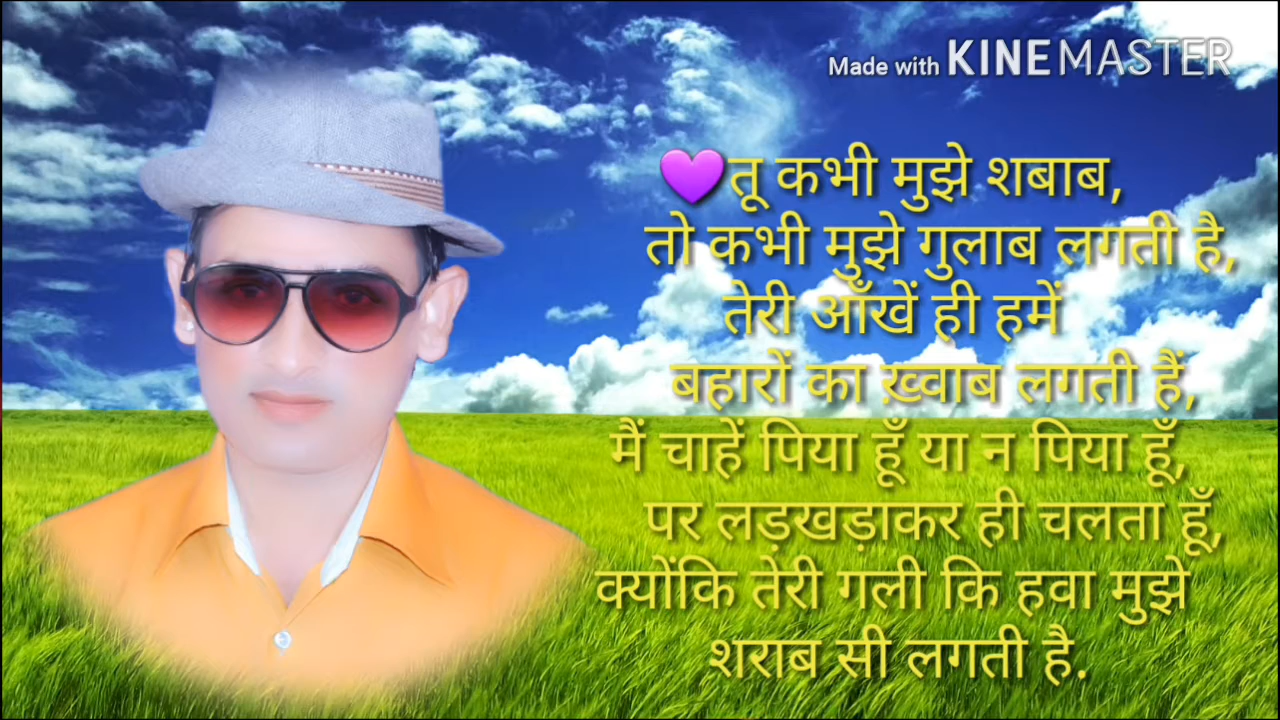 Made with KINEMASTER
💜तू कभी मुझे शबाब,
तो कभी मुझे गुलाब लगती है,
तेरी आँखें ही हमें
बहारों का ख़्वाब लगती हैं,
मैं चाहें पिया हूँ या न पिया हूँ,
पर लड़खड़ाकर ही चलता हूँ,
क्योंकि तेरी गली कि हवा मुझे
शराब सी लगती है.